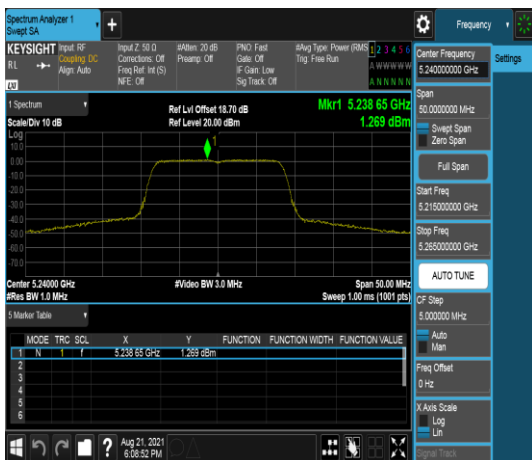 Spectrum Analyzer 1
Swept SA
+
Frequency
KEYSIGHT
RL
LXI
Input: RF
Coupling: DC
Align: Auto
Input Z: 50 Ω
Corrections: Off
Freq Ref: Int (S)
NFE: Off
#Atten: 20 dB
Preamp: Off
PNO: Fast
Gate: Off
IF Gain: Low
Sig Track: Off
#Avg Type: Power (RMS
Trig: Free Run
1 2 3 4 5 6
A W W W W W
A N N N N N
1 Spectrum
Scale/Div 10 dB
Ref Lvl Offset 18.70 dB
Ref Level 20.00 dBm
Mkr1 5.238 65 GHz
1.269 dBm
Log
10.0
0.00
-10.0
-20.0
-30.0
-40.0
-50.0
-60.0
-70.0
1
Center 5.24000 GHz
#Res BW 1.0 MHz
#Video BW 3.0 MHz
Span 50.00 MHz
Sweep 1.00 ms (1001 pts)
5 Marker Table
MODE TRC SCL X Y FUNCTION FUNCTION WIDTH FUNCTION VALUE
1 N 1 f 5.238 65 GHz 1.269 dBm
2
3
4
5
6
Aug 21, 2021
6:08:52 PM
?
Center Frequency
5.240000000 GHz
Span
50.0000000 MHz
Swept Span
Zero Span
Full Span
Start Freq
5.215000000 GHz
Stop Freq
5.265000000 GHz
AUTO TUNE
CF Step
5.000000 MHz
Auto
Man
Freq Offset
0 Hz
X Axis Scale
Log
Lin
Signal Track
Settings